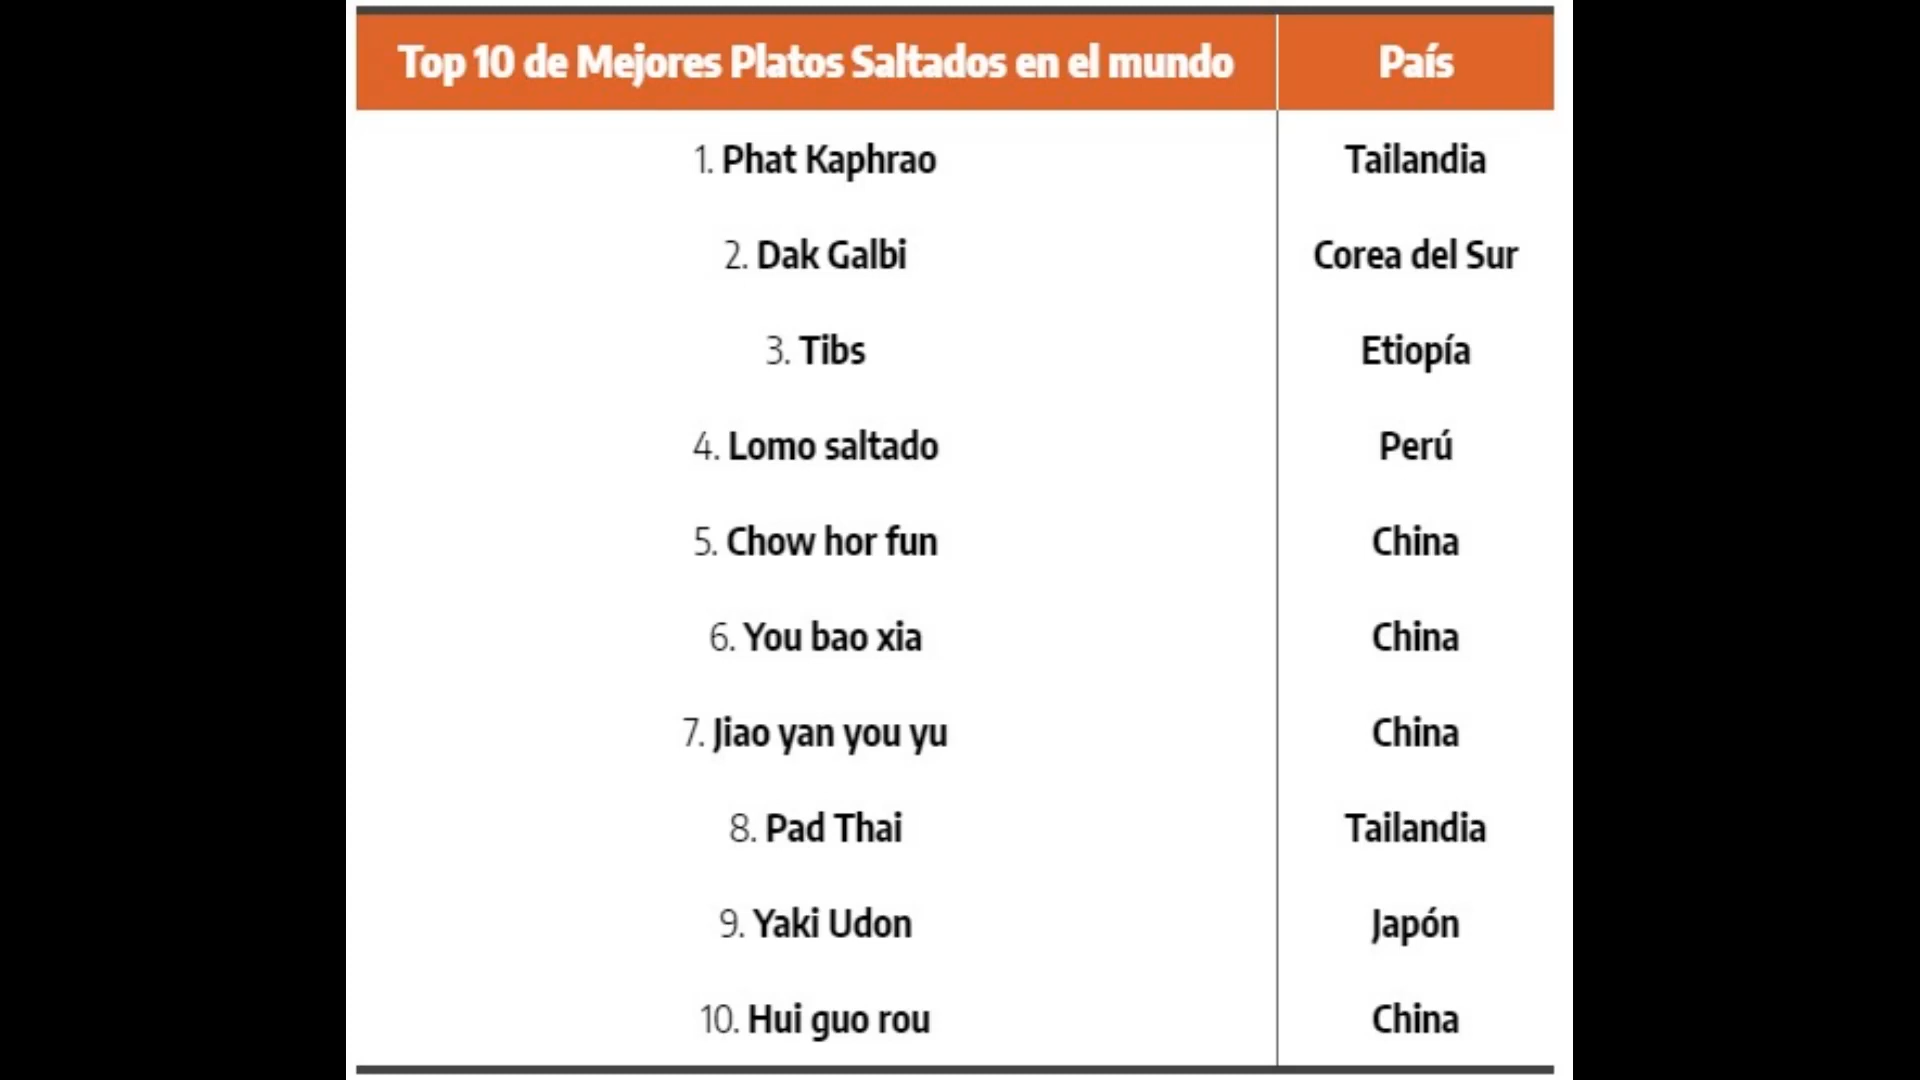 Top 10 de Mejores Platos Saltados en el mundo País
1. Phat Kaphrao Tailandia
2. Dak Galbi Corea del Sur
3. Tibs Etiopía
4. Lomo saltado Perú
5. Chow hor fun China
6. You bao xia China
7. Jiao yan you yu China
8. Pad Thai Tailandia
9. Yaki Udon Japón
10. Hui guo rou China